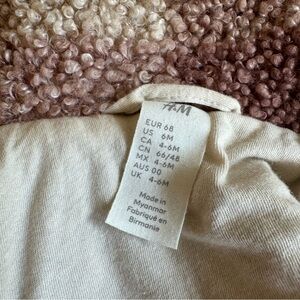 H&M
EUR 68
US 6M
CA 4-6M
CN 66/48
MX 4-6M
AUS 00
UK 4-6M
Made in
Myanmar
Fabriqué en
Birmanie